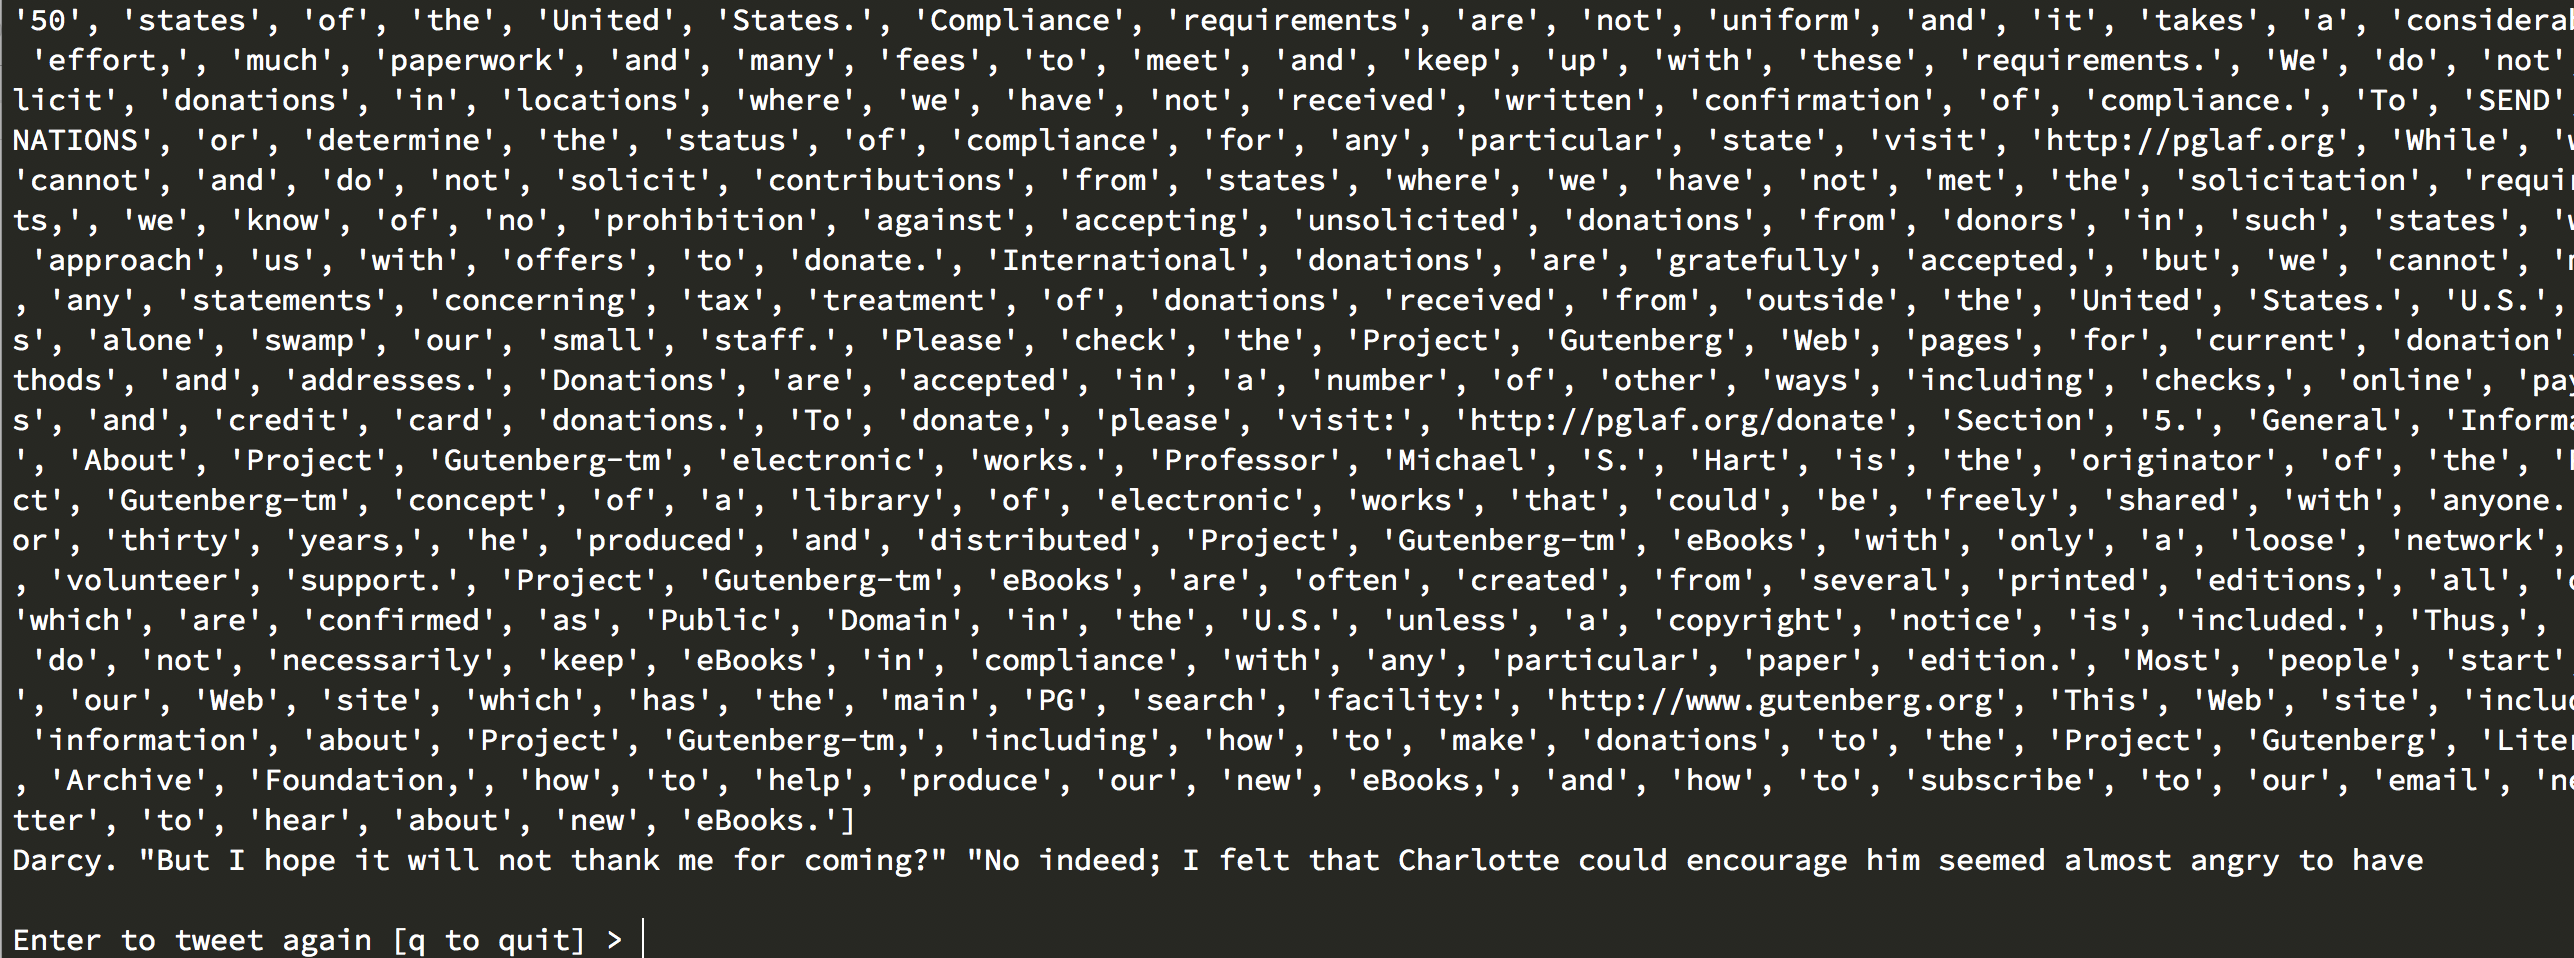 '50', 'states', 'of', 'the', 'United', 'States.', 'Compliance', 'requirements', 'are', 'not', 'uniform', 'and', 'it', 'takes', 'a',
'effort,', 'much', 'paperwork', 'and', 'many', 'fees', 'to', 'meet', 'and', 'keep', 'up', 'with', 'these', 'requirements.', 'We', 'do', 'not'
licit', 'donations', 'in', 'locations', 'where', 'we', 'have', 'not', 'received', 'written', 'confirmation', 'of', 'compliance.', 'To', 'SEND'
NATIONS', 'or', 'determine', 'the', 'status', 'of', 'compliance', 'for', 'any', 'particular', 'state', 'visit', 'http://pglaf.org', 'While',
'cannot', 'and', 'do', 'not', 'solicit', 'contributions', 'from', 'states', 'where', 'we', 'have', 'not', 'met', 'the', 'solicitation', 'requi
ts,', 'we', 'know', 'of', 'no', 'prohibition', 'against', 'accepting', 'unsolicited', 'donations', 'from', 'donors', 'in', 'such', 'states',
'approach', 'us', 'with', 'offers', 'to', 'donate.', 'International', 'donations', 'are', 'gratefully', 'accepted,', 'but', 'we', 'cannot',
, 'any', 'statements', 'concerning', 'tax', 'treatment', 'of', 'donations', 'received', 'from', 'outside', 'the', 'United', 'States.', 'U.S.',
s', 'alone', 'swamp', 'our', 'small', 'staff.', 'Please', 'check', 'the', 'Project', 'Gutenberg', 'Web', 'pages', 'for', 'current', 'donation'
thods', 'and', 'addresses.', 'Donations', 'are', 'accepted', 'in', 'a', 'number', 'of', 'other', 'ways', 'including', 'checks,', 'online', 'pa
s', 'and', 'credit', 'card', 'donations.', 'To', 'donate,', 'please', 'visit:', 'http://pglaf.org/donate', 'Section', '5.', 'General', 'Inform
', 'About', 'Project', 'Gutenberg-tm', 'electronic', 'works.', 'Professor', 'Michael', 'S.', 'Hart', 'is', 'the', 'originator', 'of', 'the',
ct', 'Gutenberg-tm', 'concept', 'of', 'a', 'library', 'of', 'electronic', 'works', 'that', 'could', 'be', 'freely', 'shared', 'with', 'anyone.
or', 'thirty', 'years,', 'he', 'produced', 'and', 'distributed', 'Project', 'Gutenberg-tm', 'eBooks', 'with', 'only', 'a', 'loose', 'network',
, 'volunteer', 'support.', 'Project', 'Gutenberg-tm', 'eBooks', 'are', 'often', 'created', 'from', 'several', 'printed', 'editions,', 'all',
'which', 'are', 'confirmed', 'as', 'Public', 'Domain', 'in', 'the', 'U.S.', 'unless', 'a', 'copyright', 'notice', 'is', 'included.', 'Thus,',
'do', 'not', 'necessarily', 'keep', 'eBooks', 'in', 'compliance', 'with', 'any', 'particular', 'paper', 'edition.', 'Most', 'people', 'start'
', 'our', 'Web', 'site', 'which', 'has', 'the', 'main', 'PG', 'search', 'facility:', 'http://www.gutenberg.org', 'This', 'Web', 'site', 'inclu
'information', 'about', 'Project', 'Gutenberg-tm,', 'including', 'how', 'to', 'make', 'donations', 'to', 'the', 'Project', 'Gutenberg', 'Lite
, 'Archive', 'Foundation,', 'how', 'to', 'help', 'produce', 'our', 'new', 'eBooks,', 'and', 'how', 'to', 'subscribe', 'to', 'our', 'email', 'ne
tter', 'to', 'hear', 'about', 'new', 'eBooks.']
Darcy. "But I hope it will not thank me for coming?" "No indeed; I felt that Charlotte could encourage him seemed almost angry to have
Enter to tweet again [q to quit] >